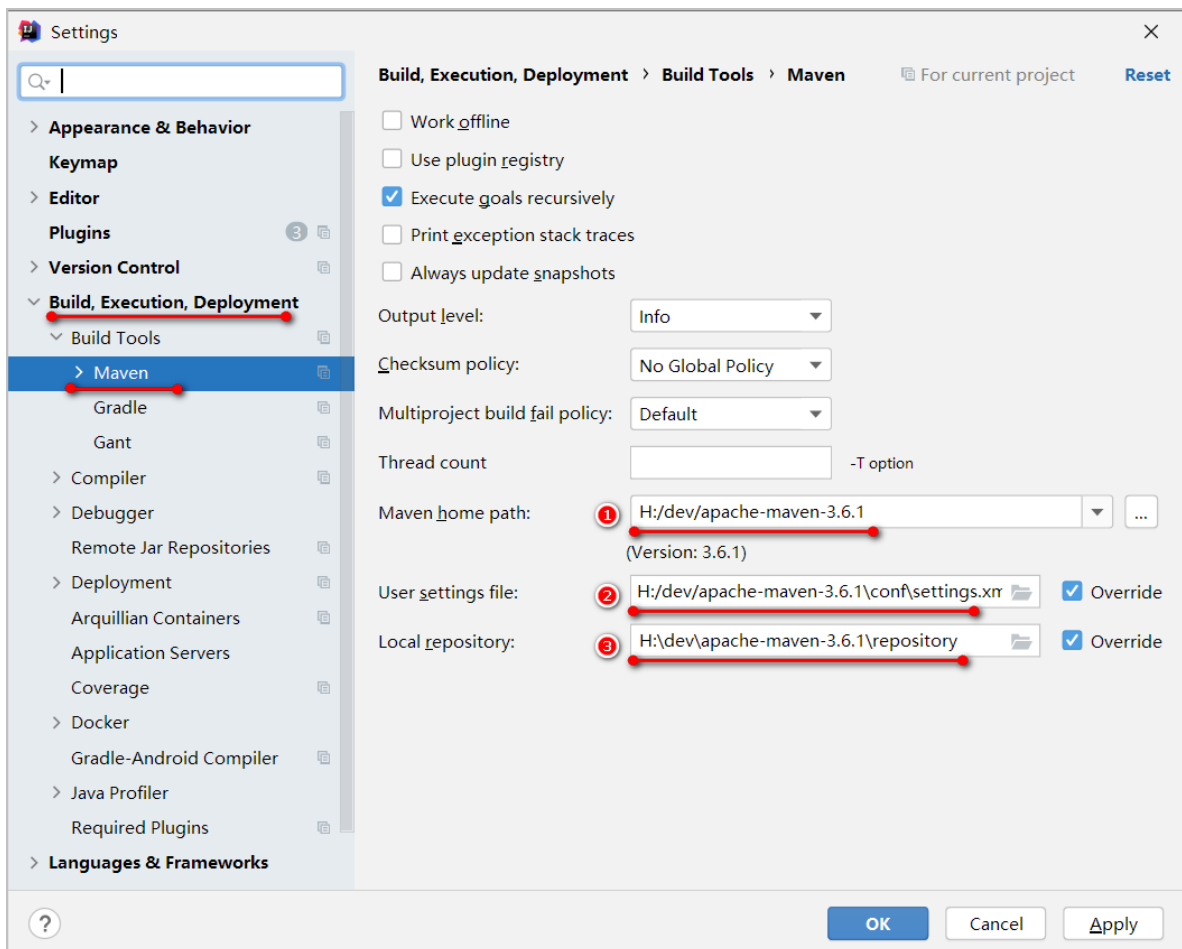 Settings
Appearance & Behavior
Keymap
Editor
Plugins 3
Version Control
Build, Execution, Deployment
Build Tools
Maven
Gradle
Gant
Compiler
Debugger
Remote Jar Repositories
Deployment
Arquillian Containers
Application Servers
Coverage
Docker
Gradle-Android Compiler
Java Profiler
Required Plugins
Languages & Frameworks
Build, Execution, Deployment > Build Tools > Maven For current project Reset
Work offline
Use plugin registry
Execute goals recursively
Print exception stack traces
Always update snapshots
Output level: Info
Checksum policy: No Global Policy
Multiproject build fail policy: Default
Thread count -T option
Maven home path: 1 H:/dev/apache-maven-3.6.1 ...
(Version: 3.6.1)
User settings file: 2 H:/dev/apache-maven-3.6.1\conf\settings.xm Override
Local repository: 3 H:\dev\apache-maven-3.6.1\repository Override
? OK Cancel Apply